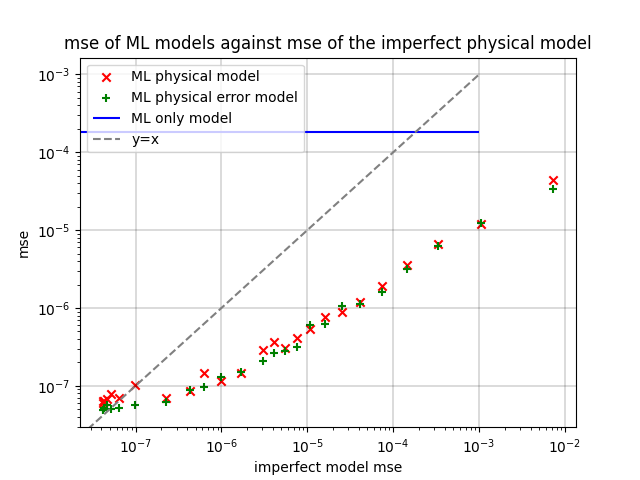 mse of ML models against mse of the imperfect physical model
ML physical model
ML physical error model
ML only model
y=x
10⁻³
10⁻⁴
10⁻⁵
10⁻⁶
10⁻⁷
mse
10⁻⁷ 10⁻⁶ 10⁻⁵ 10⁻⁴ 10⁻³ 10⁻²
imperfect model mse